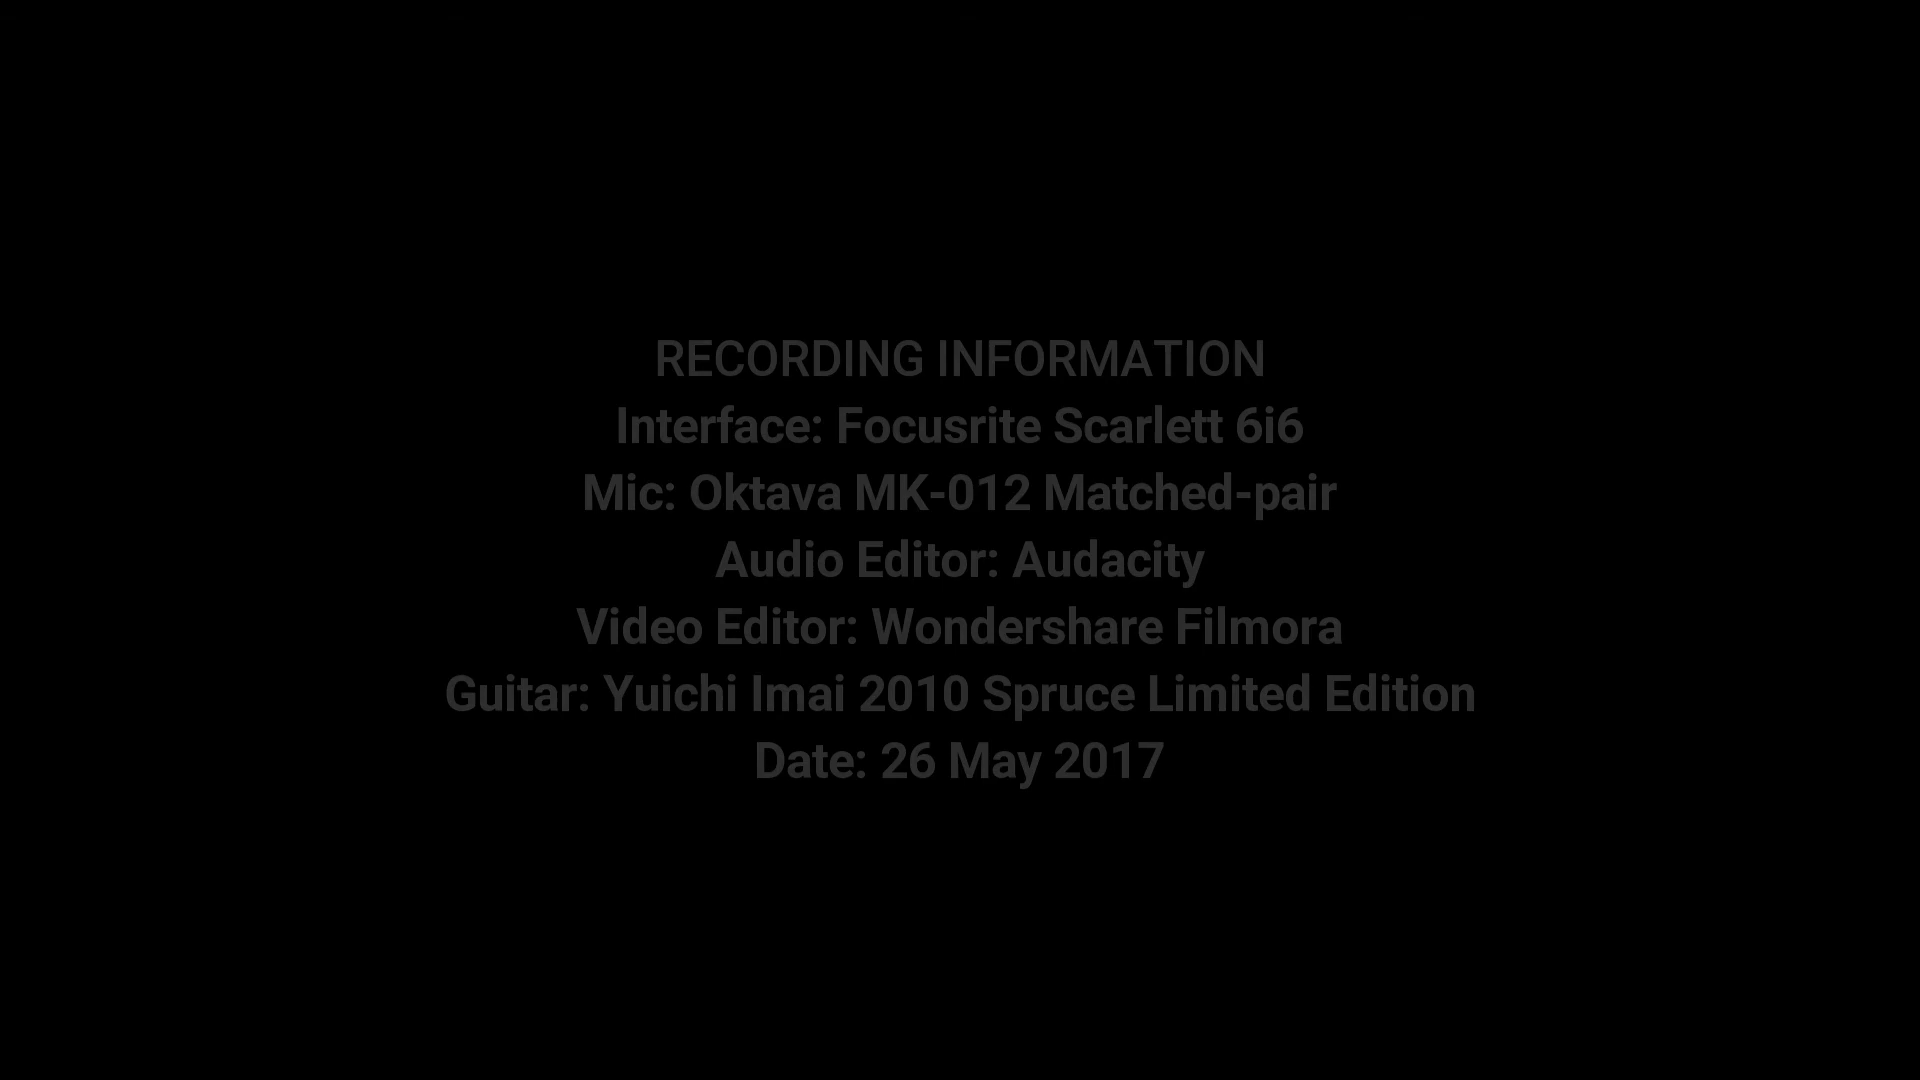 RECORDING INFORMATION
Interface: Focusrite Scarlett 6i6
Mic: Oktava MK-012 Matched-pair
Audio Editor: Audacity
Video Editor: Wondershare Filmora
Guitar: Yuichi Imai 2010 Spruce Limited Edition
Date: 26 May 2017